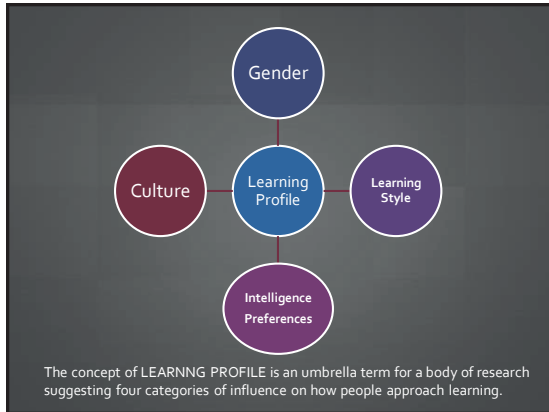 Gender
Culture
Learning
Profile
Learning
Style
Intelligence
Preferences
The concept of LEARNNG PROFILE is an umbrella term for a body of research
suggesting four categories of influence on how people approach learning.